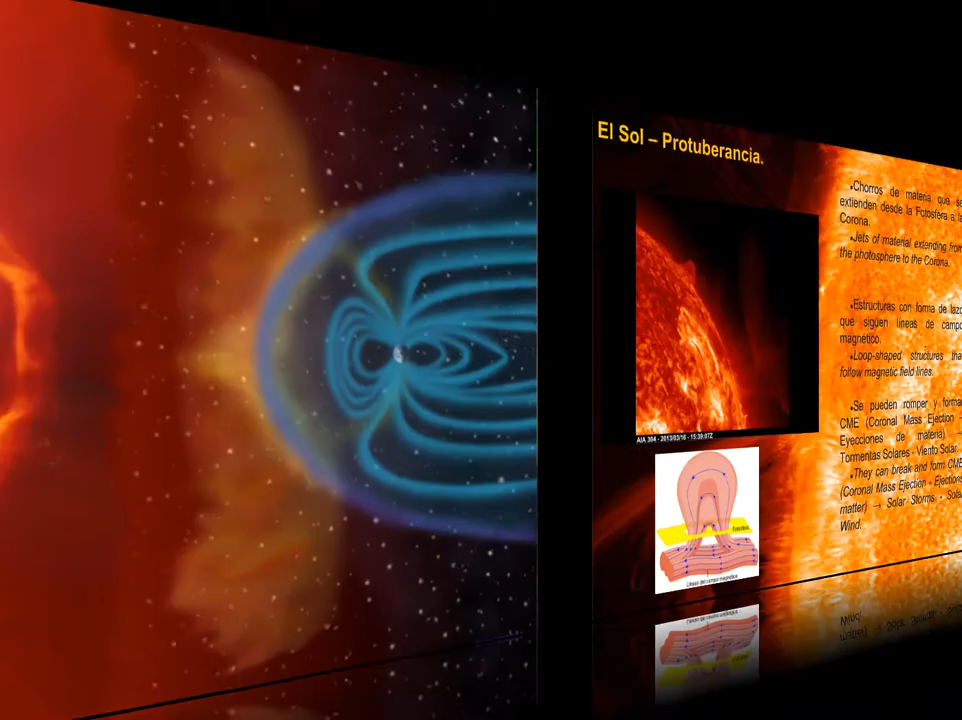 El Sol – Protuberancia.
•Chorros de materia que se
extienden desde la Fotosfera a la
Corona.
•Jets of material extending from
the photosphere to the Corona.
•Estructuras con forma de lazo
que siguen líneas de campo
magnético.
•Loop-shaped structures that
follow magnetic field lines.
•Se pueden romper y formar
CME (Coronal Mass Ejection –
Eyecciones de materia) →
Tormentas Solares - Viento Solar.
•They can break and form CME
(Coronal Mass Ejection - Ejections
matter) → Solar Storms - Solar
Wind.
AIA 304 - 2013/03/16 - 15:39:07Z
Fotosfera
Líneas de campo magnético